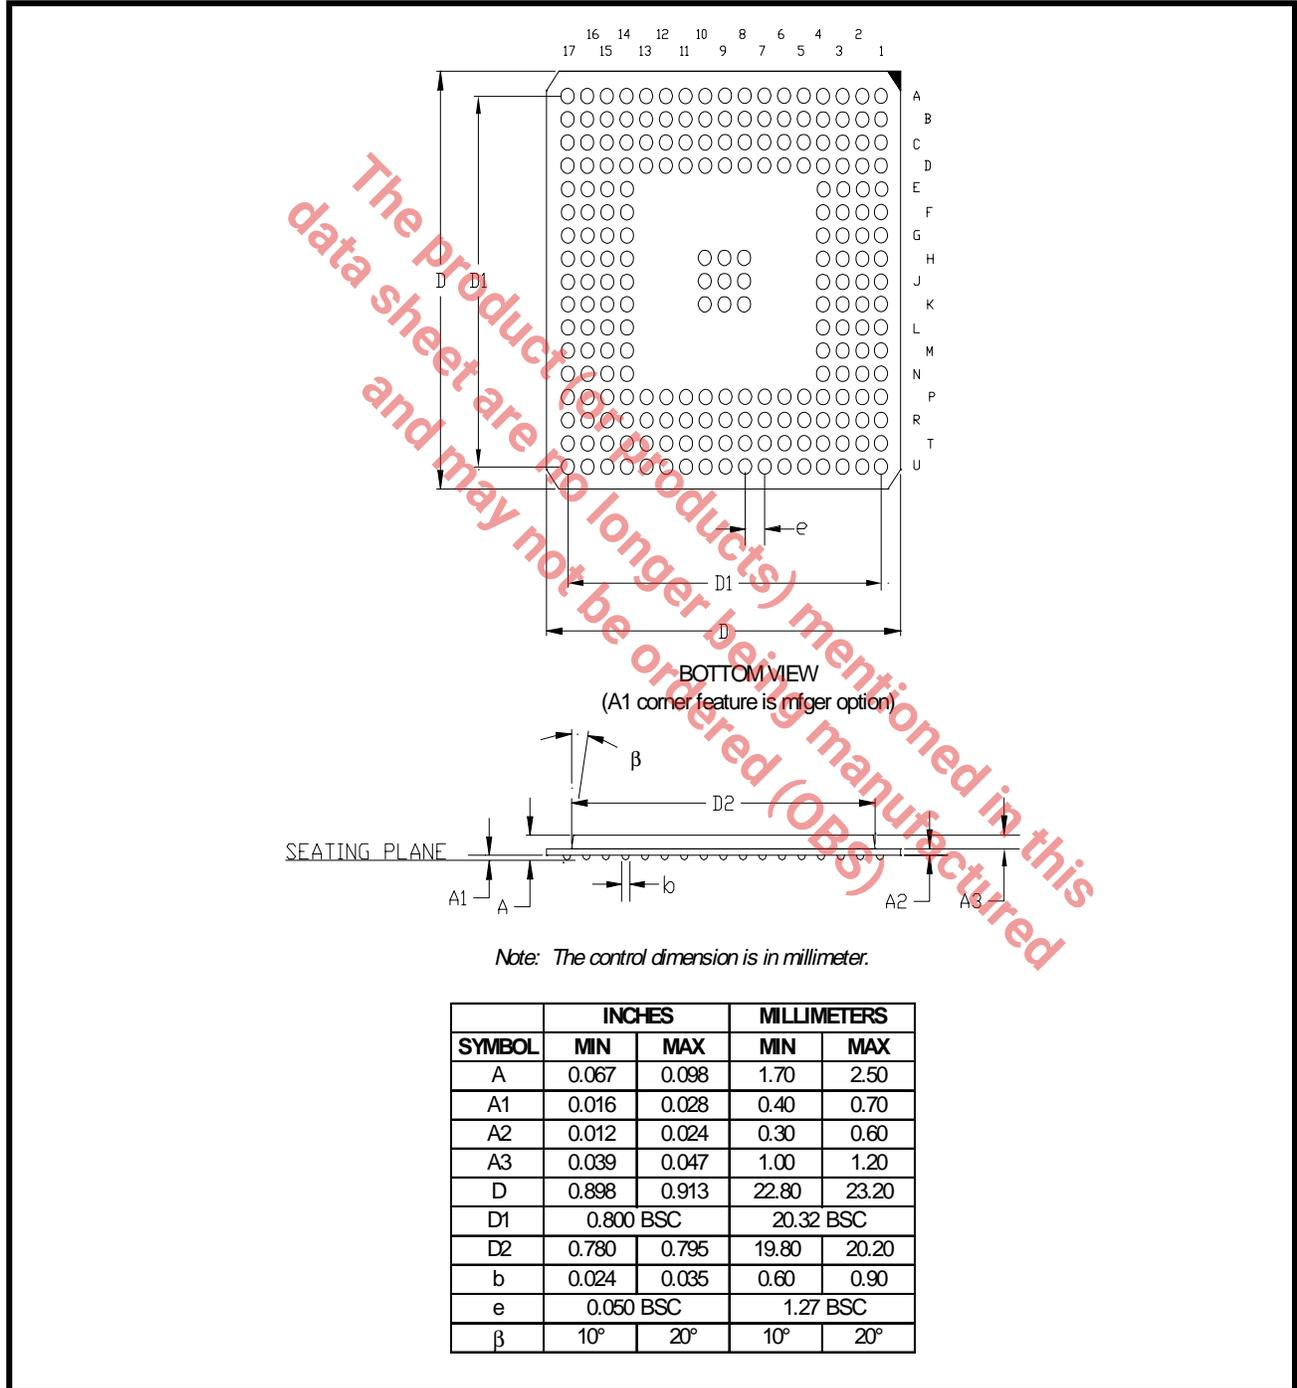 16 14 12 10 8 6 4 2
17 15 13 11 9 7 5 3 1
A
B
C
D
E
F
G
H
J
K
L
M
N
P
R
T
U
D
D1
e
D1
D
BOTTOM VIEW
(A1 corner feature is mfger option)
β
D2
SEATING PLANE
A1
A
b
A2
A3
The product (or products) mentioned in this
data sheet are no longer being manufactured
and may not be ordered (OBS)
Note: The control dimension is in millimeter.
INCHES MILLIMETERS
SYMBOL MIN MAX MIN MAX
A 0.067 0.098 1.70 2.50
A1 0.016 0.028 0.40 0.70
A2 0.012 0.024 0.30 0.60
A3 0.039 0.047 1.00 1.20
D 0.898 0.913 22.80 23.20
D1 0.800 BSC 20.32 BSC
D2 0.780 0.795 19.80 20.20
b 0.024 0.035 0.60 0.90
e 0.050 BSC 1.27 BSC
β 10° 20° 10° 20°